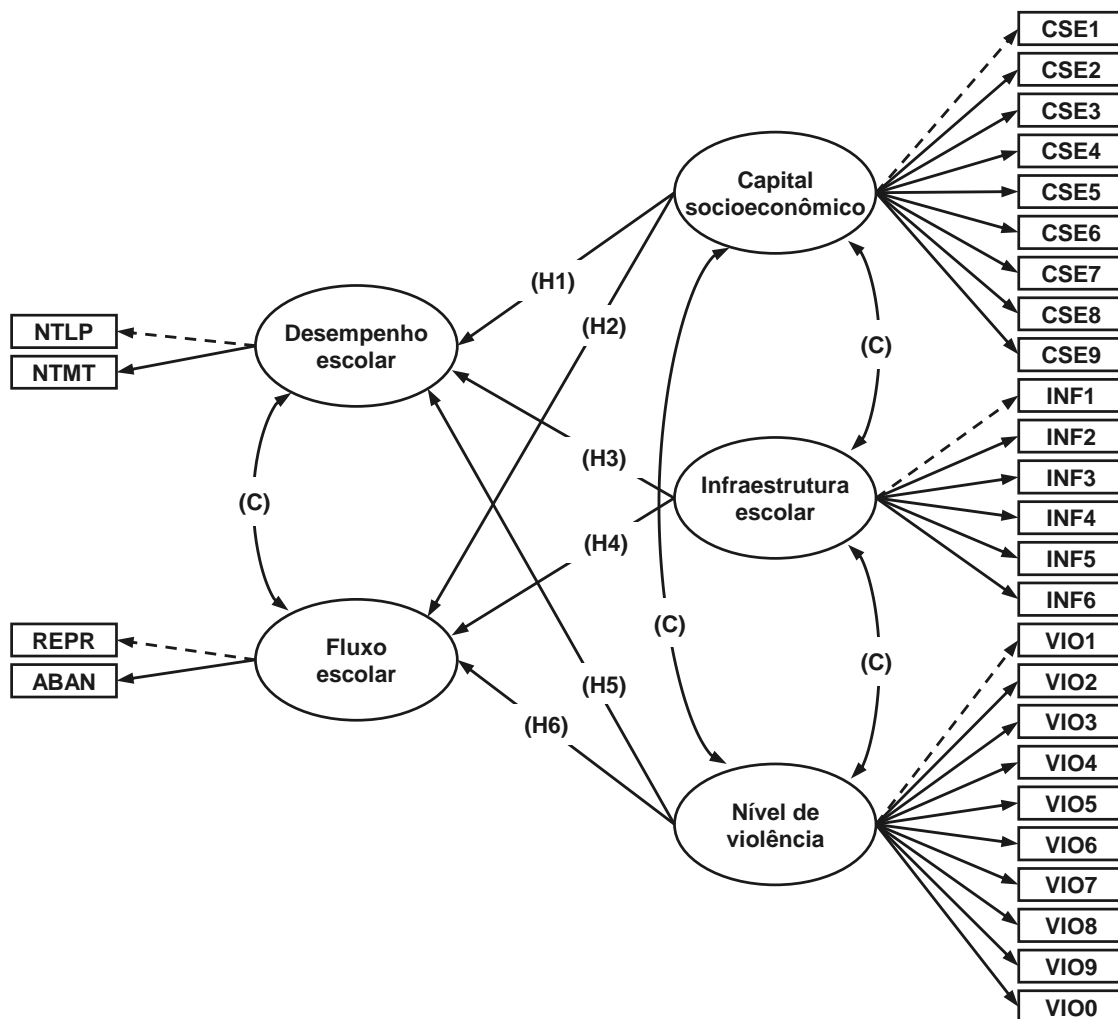 CSE1
CSE2
CSE3
CSE4
CSE5
CSE6
CSE7
CSE8
CSE9
INF1
INF2
INF3
INF4
INF5
INF6
VIO1
VIO2
VIO3
VIO4
VIO5
VIO6
VIO7
VIO8
VIO9
VIO0
Capital
socioeconômico
Infraestrutura
escolar
Nível de
violência
(C)
(C)
(C)
(H1)
(H2)
(H3)
(H4)
(H5)
(H6)
Desempenho
escolar
(C)
Fluxo
escolar
NTLP
NTMT
REPR
ABAN